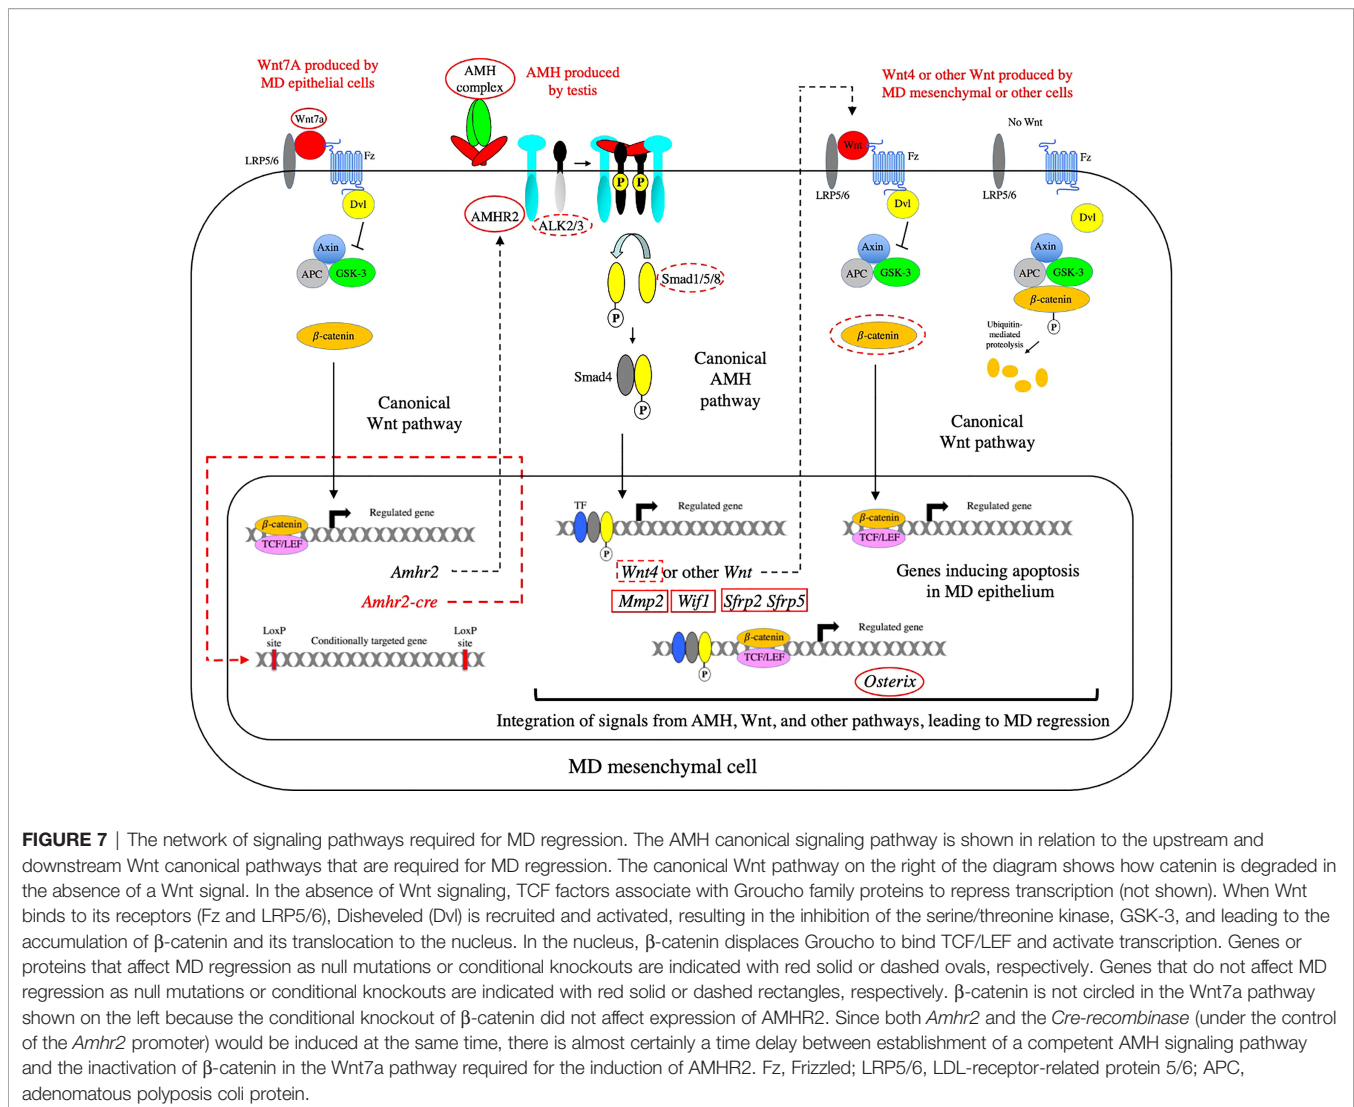 Wnt7A produced by
MD epithelial cells
AMH
complex
AMH produced
by testis
Wnt4 or other Wnt produced by
MD mesenchymal or other cells
Wnt7a
LRP5/6
Fz
Dvl
Axin
APC
GSK-3
β-catenin
Canonical
Wnt pathway
AMHR2
ALK2/3
P
P
Smad1/5/8
P
Smad4
P
Canonical
AMH
pathway
Wnt
LRP5/6
Fz
Dvl
Axin
APC
GSK-3
β-catenin
No Wnt
LRP5/6
Fz
Dvl
Axin
APC
GSK-3
β-catenin
P
Ubiquitin-
mediated
proteolysis
Canonical
Wnt pathway
β-catenin
TCF/LEF
Regulated gene
Amhr2
Amhr2-cre
LoxP
site
Conditionally targeted gene
LoxP
site
TF
P
Regulated gene
Wnt4 or other Wnt
Mmp2
Wif1
Sfrp2 Sfrp5
β-catenin
TCF/LEF
Regulated gene
Genes inducing apoptosis
in MD epithelium
P
β-catenin
TCF/LEF
Regulated gene
Osterix
Integration of signals from AMH, Wnt, and other pathways, leading to MD regression
MD mesenchymal cell
FIGURE 7 | The network of signaling pathways required for MD regression. The AMH canonical signaling pathway is shown in relation to the upstream and
downstream Wnt canonical pathways that are required for MD regression. The canonical Wnt pathway on the right of the diagram shows how catenin is degraded in
the absence of a Wnt signal. In the absence of Wnt signaling, TCF factors associate with Groucho family proteins to repress transcription (not shown). When Wnt
binds to its receptors (Fz and LRP5/6), Disheveled (Dvl) is recruited and activated, resulting in the inhibition of the serine/threonine kinase, GSK-3, and leading to the
accumulation of β-catenin and its translocation to the nucleus. In the nucleus, β-catenin displaces Groucho to bind TCF/LEF and activate transcription. Genes or
proteins that affect MD regression as null mutations or conditional knockouts are indicated with red solid or dashed ovals, respectively. Genes that do not affect MD
regression as null mutations or conditional knockouts are indicated with red solid or dashed rectangles, respectively. β-catenin is not circled in the Wnt7a pathway
shown on the left because the conditional knockout of β-catenin did not affect expression of AMHR2. Since both Amhr2 and the Cre-recombinase (under the control
of the Amhr2 promoter) would be induced at the same time, there is almost certainly a time delay between establishment of a competent AMH signaling pathway
and the inactivation of β-catenin in the Wnt7a pathway required for the induction of AMHR2. Fz, Frizzled; LRP5/6, LDL-receptor-related protein 5/6; APC,
adenomatous polyposis coli protein.